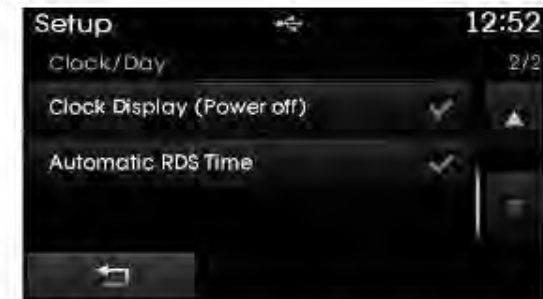 Setup 12:52
Clock/Day 2/2
Clock Display (Power off)
Automatic RDS Time